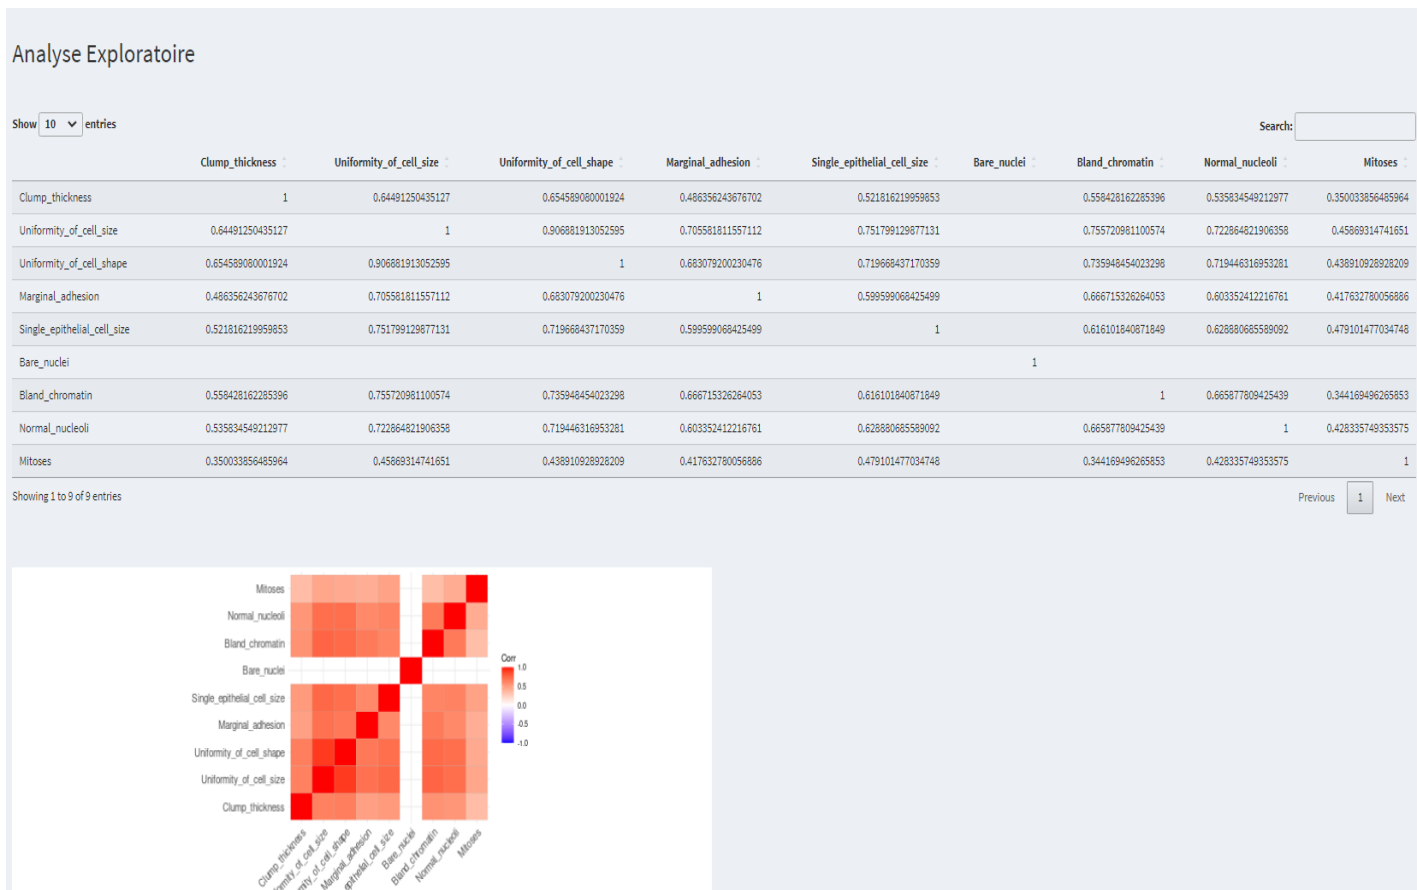 Analyse Exploratoire
Show 10 entries
Search:
Clump_thickness Uniformity_of_cell_size Uniformity_of_cell_shape Marginal_adhesion Single_epithelial_cell_size Bare_nuclei Bland_chromatin Normal_nucleoli Mitoses
Clump_thickness 1 0.64491250435127 0.654589080001924 0.486356243676702 0.521816219959853 0.558428162285396 0.535834549212977 0.350033856485964
Uniformity_of_cell_size 0.64491250435127 1 0.906881913052595 0.705581811557112 0.751799129877131 0.755720981100574 0.722864821906358 0.45869314741651
Uniformity_of_cell_shape 0.654589080001924 0.906881913052595 1 0.683079200230476 0.719668437170359 0.735948454023298 0.719446316953281 0.438910928928209
Marginal_adhesion 0.486356243676702 0.705581811557112 0.683079200230476 1 0.599599068425499 0.666715326264053 0.603352412216761 0.417632780056886
Single_epithelial_cell_size 0.521816219959853 0.751799129877131 0.719668437170359 0.599599068425499 1 0.616101840871849 0.628880685589092 0.479101477034748
Bare_nuclei 1
Bland_chromatin 0.558428162285396 0.755720981100574 0.735948454023298 0.666715326264053 0.616101840871849 1 0.665877809425439 0.344169496265853
Normal_nucleoli 0.535834549212977 0.722864821906358 0.719446316953281 0.603352412216761 0.628880685589092 0.665877809425439 1 0.428335749353575
Mitoses 0.350033856485964 0.45869314741651 0.438910928928209 0.417632780056886 0.479101477034748 0.344169496265853 0.428335749353575 1
Showing 1 to 9 of 9 entries
Previous 1 Next
Mitoses
Normal_nucleoli
Bland_chromatin
Bare_nuclei
Single_epithelial_cell_size
Marginal_adhesion
Uniformity_of_cell_shape
Uniformity_of_cell_size
Clump_thickness
Corr
1.0
0.5
0.0
-0.5
-1.0
Clump_thickness
ormity_of_cell_size
mity_of_cell_shape
Marginal_adhesion
epithelial_cell_size
Bare_nuclei
Bland_chromatin
Normal_nucleoli
Mitoses